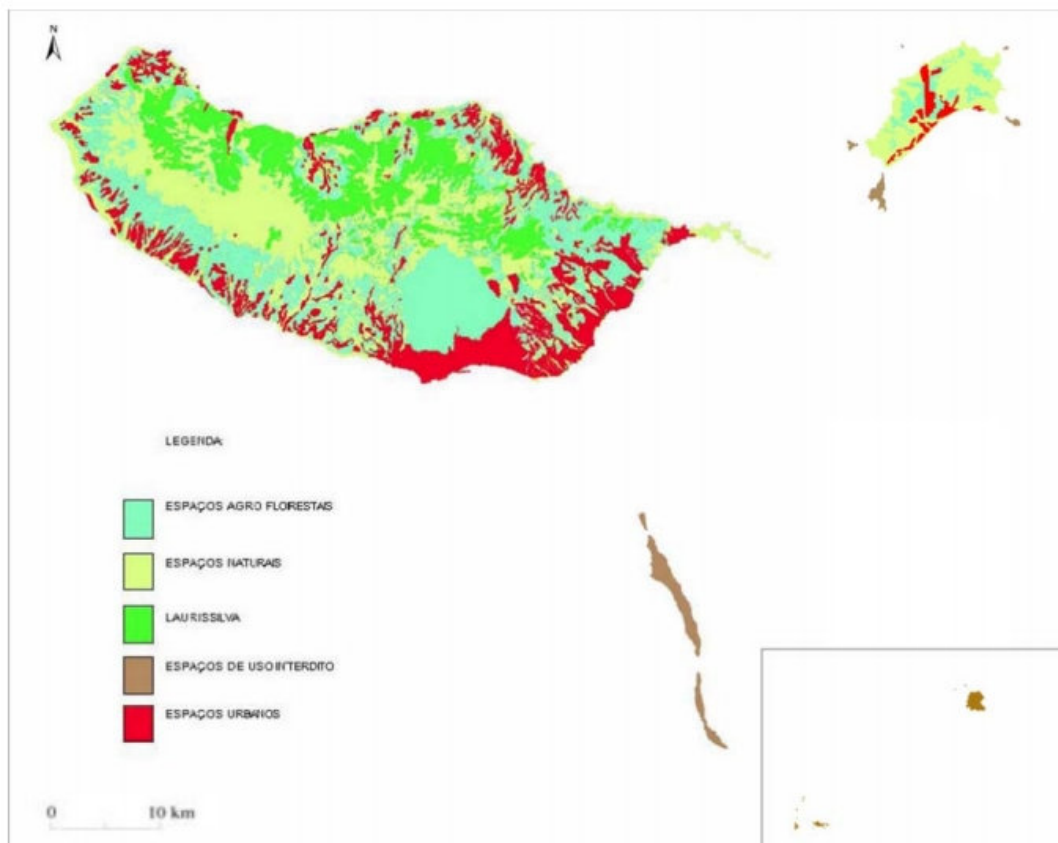 N
LEGENDA:
ESPAÇOS AGRO FLORESTAIS
ESPAÇOS NATURAIS
LAURISSILVA
ESPAÇOS DE USO INTERDITO
ESPAÇOS URBANOS
0 10 km